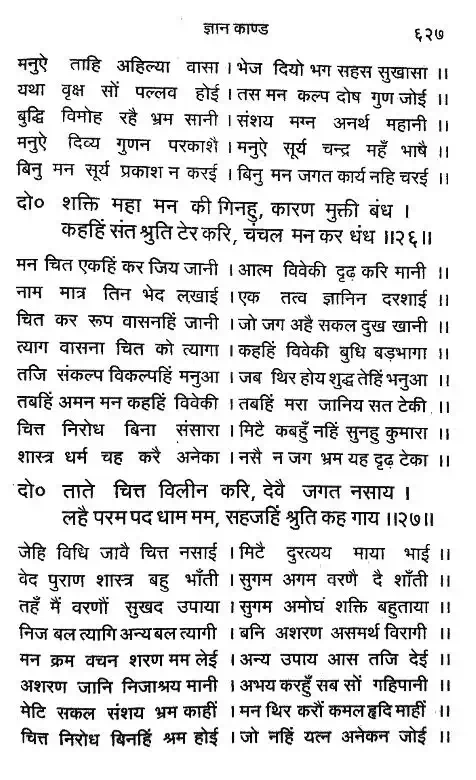 ज्ञान काण्ड ६२७
मनुऐ ताहि अहिल्या वासा । भेज दियो भग सहस सुखासा ॥
यथा वृक्ष सों पल्लव होई । तस मन कल्प दोष गुण जोई ॥
बुद्धि विमोह रहै भ्रम सानी । संशय मग्न अनर्थ महानी ॥
मनुऐ दिव्य गुणन परकाशै । मनुऐ सूर्य चन्द्र महँ भाषै ॥
बिनु मन सूर्य प्रकाश न करई । बिनु मन जगत कार्य नहि चरई ॥
दो० शक्ति महा मन की गिनहु, कारण मुक्ती बंध ।
कहहिं संत श्रुति टेर करि, चंचल मन कर धंध ॥२६॥
मन चित एकहिं कर जिय जानी । आत्म विवेकी दृढ़ करि मानी ॥
नाम मात्र तिन भेद लखाई । एक तत्व ज्ञानिन दरशाई ॥
चित कर रूप वासनहिं जानी । जो जग अहै सकल दुख खानी ॥
त्याग वासना चित को त्यागा । कहहिं विवेकी बुधि बड़भागा ॥
तजि संकल्प विकल्पहिं मनुआ । जब थिर होय शुद्ध तेहिं भनुआ ॥
तबहिं अमन मन कहहिं विवेकी । तबहिं मरा जानिय सत टेकी ॥
चित्त निरोध बिना संसारा । मिटै कबहुँ नहिं सुनहु कुमारा ॥
शास्त्र धर्म चह करै अनेका । नसै न जग भ्रम यह दृढ़ टेका ॥
दो० ताते चित्त विलीन करि, देवै जगत नसाय ।
लहै परम पद धाम मम, सहजहिं श्रुति कह गाय ॥२७॥
जेहि विधि जावै चित्त नसाई । मिटै दुरत्यय माया भाई ॥
वेद पुराण शास्त्र बहु भाँती । सुगम अगम वरणै दै शाँती ॥
तहँ मैं वरणौं सुखद उपाया । सुगम अमोघं शक्ति बहुताया ॥
निज बल त्यागि अन्य बल त्यागी । बनि अशरण असमर्थ विरागी ॥
मन क्रम वचन शरण मम लेई । अन्य उपाय आस तजि देई ॥
अशरण जानि निजाश्रय मानी । अभय करहुँ सब सों गहिपानी ॥
मेटि सकल संशय भ्रम काहीं । मन थिर करौं कमल हृदि माहीं ॥
चित्त निरोध बिनहिं श्रम होई । जो नहिं यत्न अनेकन जोई ॥